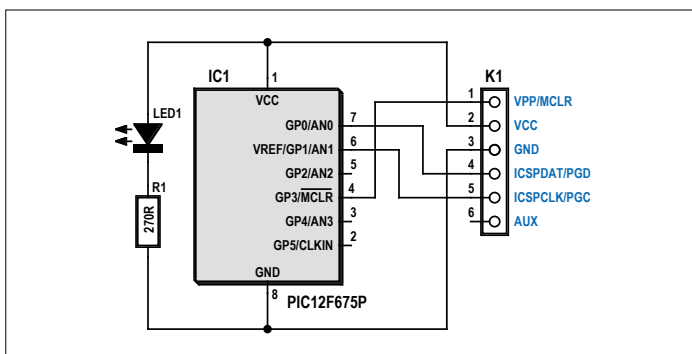 IC1
K1
1
VCC
LED1
GP0/AN0 7
VREF/GP1/AN1 6
GP2/AN2 5
GP3/MCLR 4
GP4/AN3 3
GP5/CLKIN 2
GND
8
PIC12F675P
R1
270R
1 VPP/MCLR
2 VCC
3 GND
4 ICSPDAT/PGD
5 ICSPCLK/PGC
6 AUX